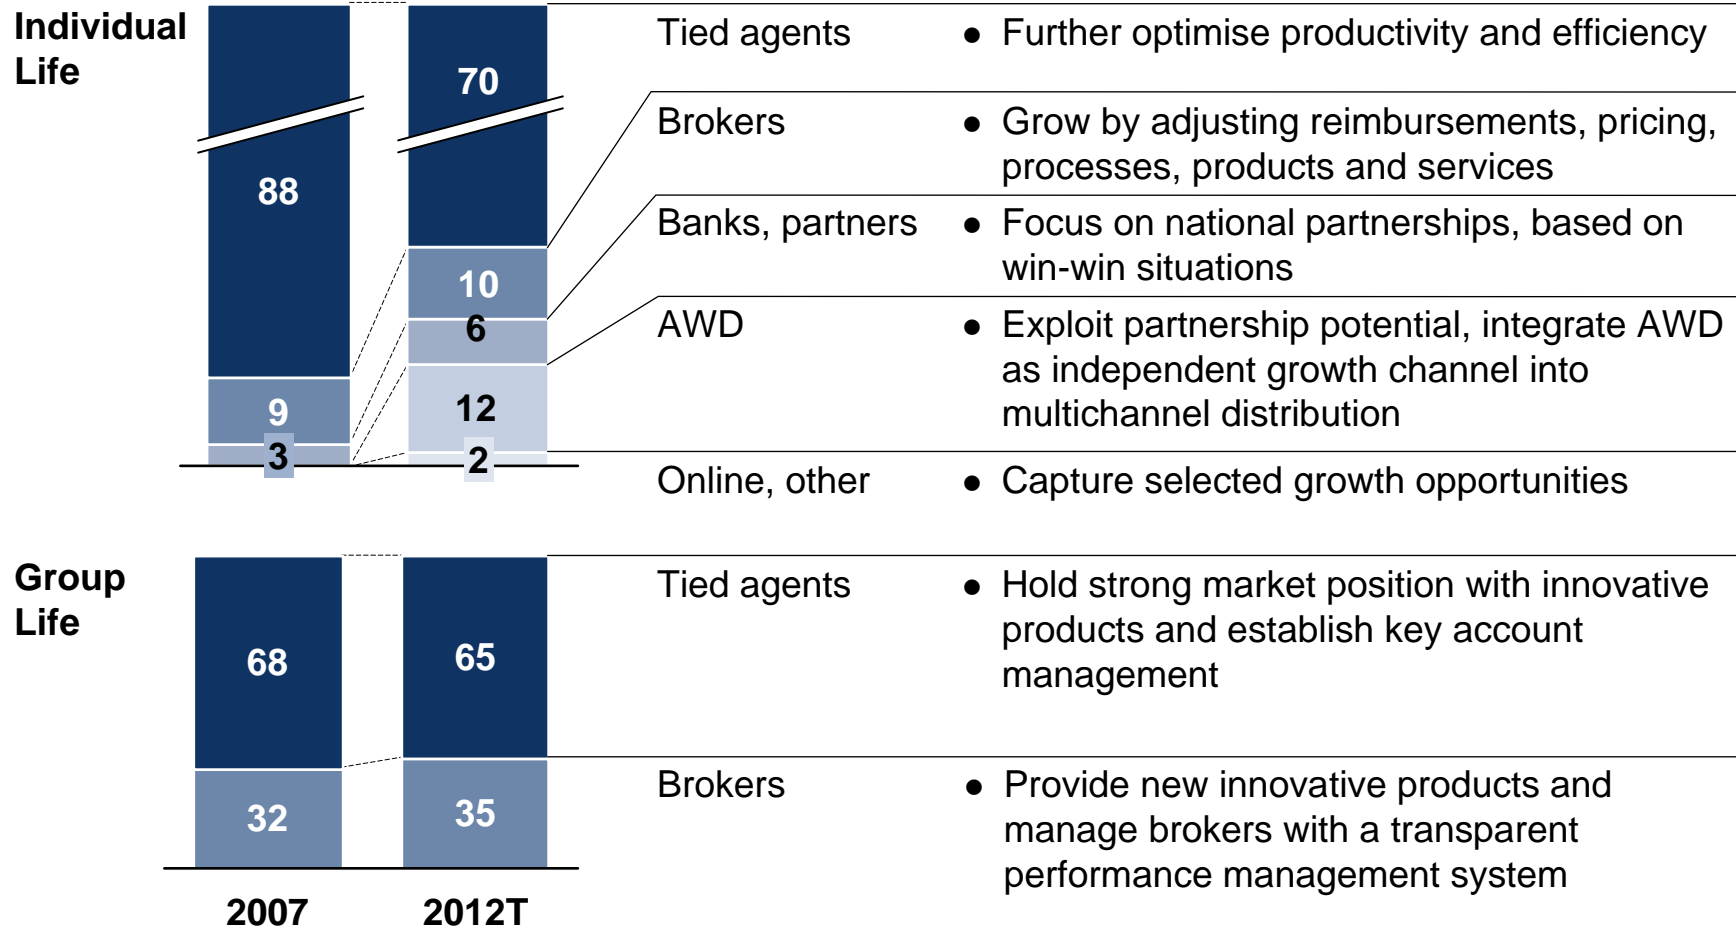 Individual
Life
88
9
3
70
10
6
12
2
Tied agents
● Further optimise productivity and efficiency
Brokers
● Grow by adjusting reimbursements, pricing,
processes, products and services
Banks, partners
● Focus on national partnerships, based on
win-win situations
AWD
● Exploit partnership potential, integrate AWD
as independent growth channel into
multichannel distribution
Online, other
● Capture selected growth opportunities
Group
Life
68
32
65
35
Tied agents
● Hold strong market position with innovative
products and establish key account
management
Brokers
● Provide new innovative products and
manage brokers with a transparent
performance management system
2007
2012T